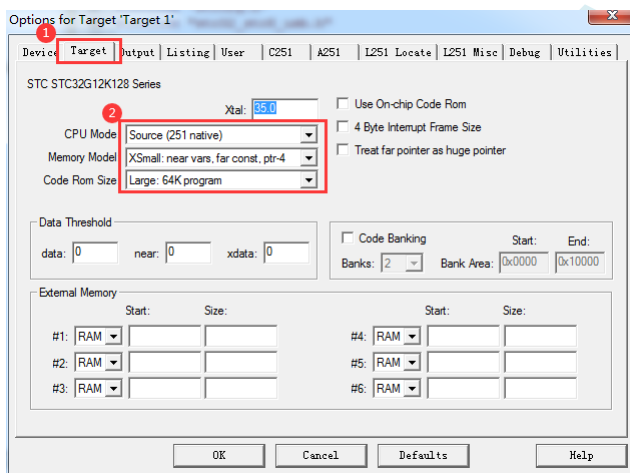 Options for Target 'Target 1'
1
Device Target Output Listing User C251 A251 L251 Locate L251 Misc Debug Utilities
STC STC32G12K128 Series
Xtal: 35.0
Use On-chip Code Rom
2
CPU Mode Source (251 native)
4 Byte Interrupt Frame Size
Memory Model XSmall: near vars, far const, ptr-4
Treat far pointer as huge pointer
Code Rom Size Large: 64K program
Data Threshold
data: 0 near: 0 xdata: 0
Code Banking Start: End:
Banks: 2 Bank Area: 0x0000 0x10000
External Memory
Start: Size: Start: Size:
#1: RAM #4: RAM
#2: RAM #5: RAM
#3: RAM #6: RAM
OK Cancel Defaults Help